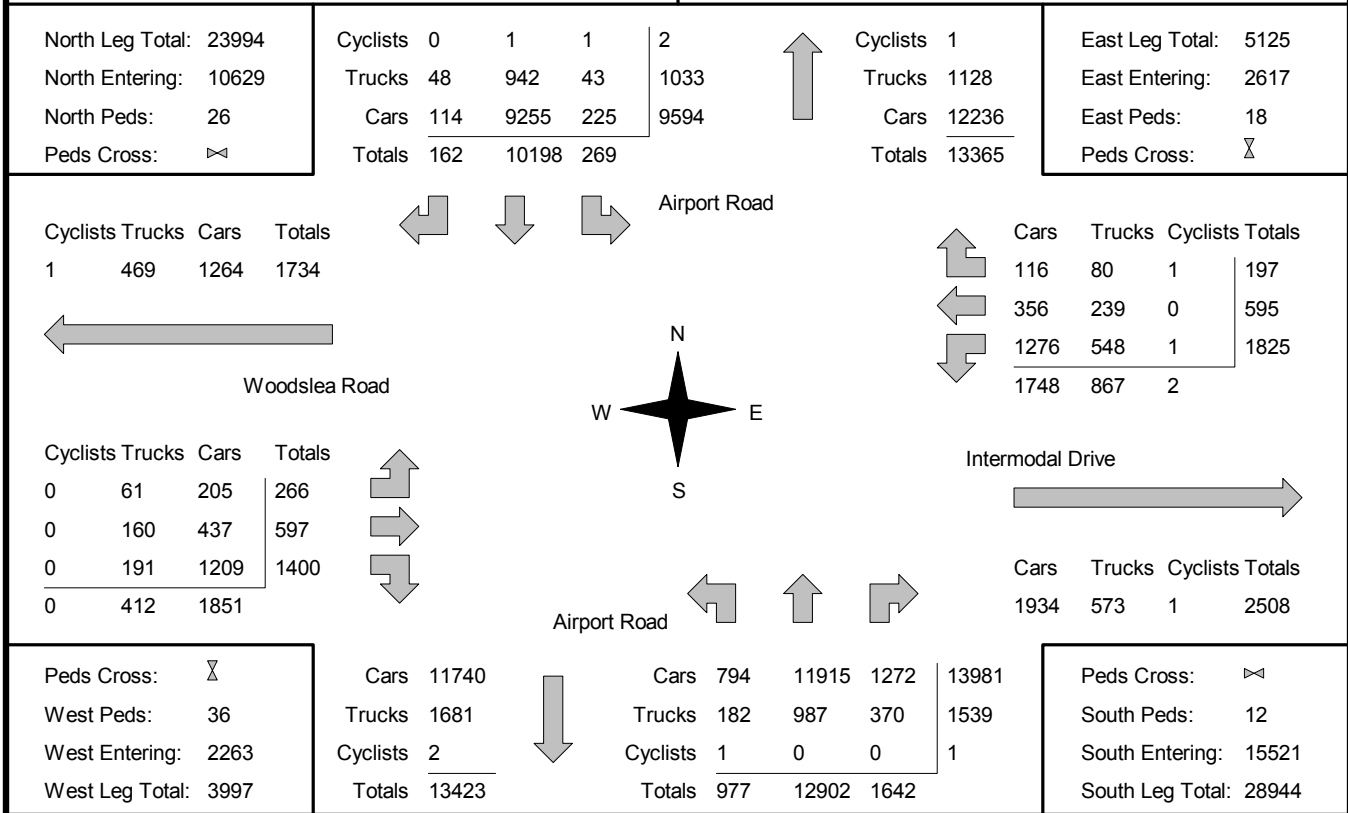 North Leg Total: 23994
North Entering: 10629
North Peds: 26
Peds Cross:
Cyclists 0 1 1 2
Trucks 48 942 43 1033
Cars 114 9255 225 9594
Totals 162 10198 269
Cyclists 1
Trucks 1128
Cars 12236
Totals 13365
East Leg Total: 5125
East Entering: 2617
East Peds: 18
Peds Cross:
Airport Road
Cyclists Trucks Cars Totals
1 469 1264 1734
Cars Trucks Cyclists Totals
116 80 1 197
356 239 0 595
1276 548 1 1825
1748 867 2
Woodslea Road
N
W E
S
Cyclists Trucks Cars Totals
0 61 205 266
0 160 437 597
0 191 1209 1400
0 412 1851
Intermodal Drive
Cars Trucks Cyclists Totals
1934 573 1 2508
Airport Road
Peds Cross:
West Peds: 36
West Entering: 2263
West Leg Total: 3997
Cars 11740
Trucks 1681
Cyclists 2
Totals 13423
Cars 794 11915 1272 13981
Trucks 182 987 370 1539
Cyclists 1 0 0 1
Totals 977 12902 1642
Peds Cross:
South Peds: 12
South Entering: 15521
South Leg Total: 28944